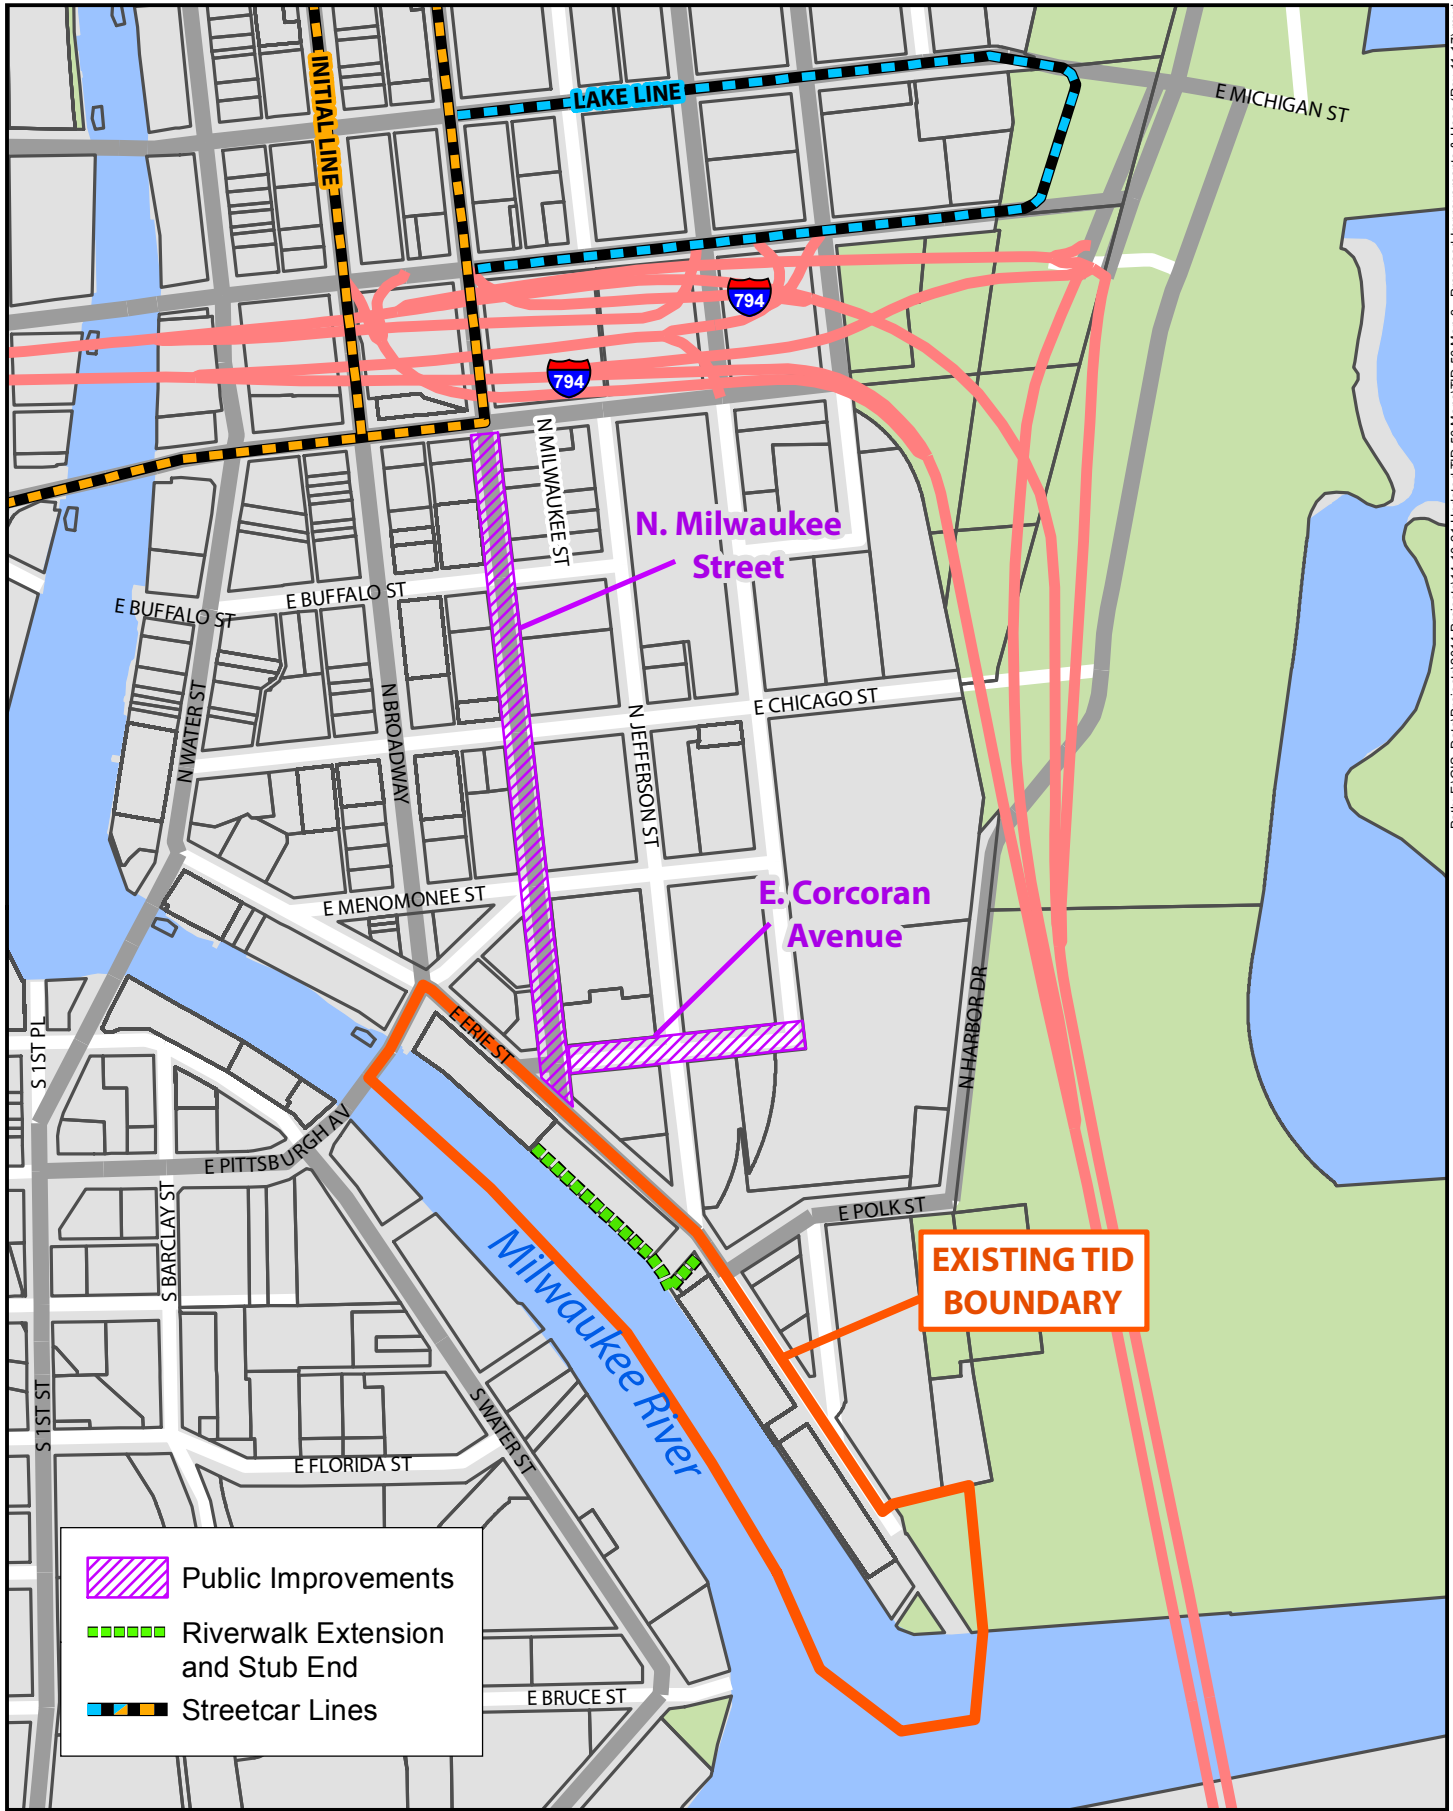 INITIAL LINE
LAKE LINE
E MICHIGAN ST
794
794
N MILWAUKEE ST
N. Milwaukee
Street
E BUFFALO ST
E BUFFALO ST
N WATER ST
N BROADWAY
N JEFFERSON ST
E CHICAGO ST
E MENOMONEE ST
E. Corcoran
Avenue
N HARBOR DR
E ERIE ST
S 1ST PL
E PITTSBURGH AV
S BARCLAY ST
E POLK ST
EXISTING TID
BOUNDARY
Milwaukee River
S 1ST ST
S WATER ST
E FLORIDA ST
E BRUCE ST
Public Improvements
Riverwalk Extension
and Stub End
Streetcar Lines